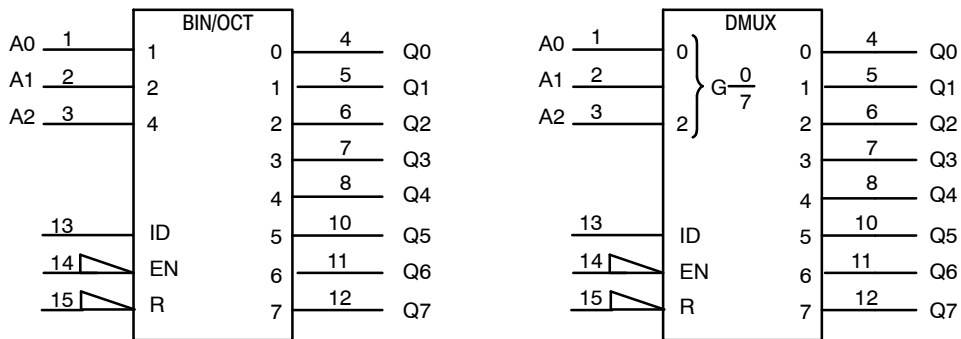 BIN/OCT
A0 1 1 0 4 Q0
A1 2 2 1 5 Q1
A2 3 4 2 6 Q2
3 7 Q3
4 8 Q4
13 ID 5 10 Q5
14 EN 6 11 Q6
15 R 7 12 Q7
DMUX
A0 1 0 0 4 Q0
A1 2 G 0/7 1 5 Q1
A2 3 2 2 6 Q2
3 7 Q3
4 8 Q4
13 ID 5 10 Q5
14 EN 6 11 Q6
15 R 7 12 Q7